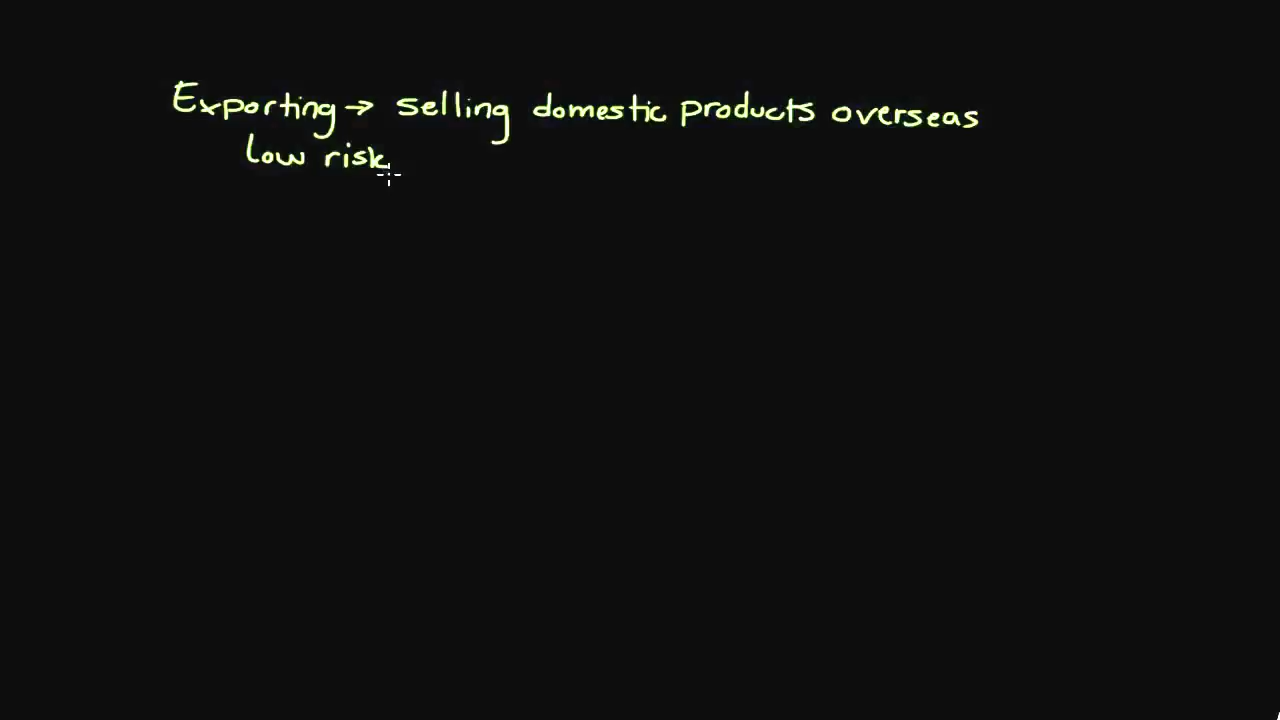 Exporting → selling domestic products overseas
low risk